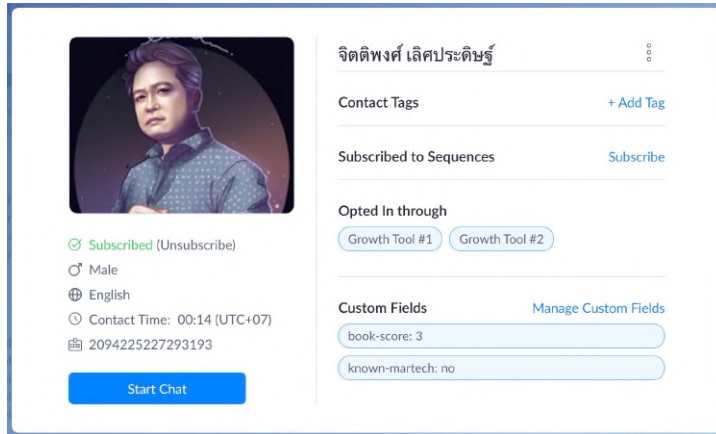 Subscribed (Unsubscribe)
Male
English
Contact Time: 00:14 (UTC+07)
2094225227293193
Start Chat
จิตติพงศ์ เลิศประดิษฐ์
Contact Tags + Add Tag
Subscribed to Sequences Subscribe
Opted In through
Growth Tool #1 Growth Tool #2
Custom Fields Manage Custom Fields
book-score: 3
known-martech: no